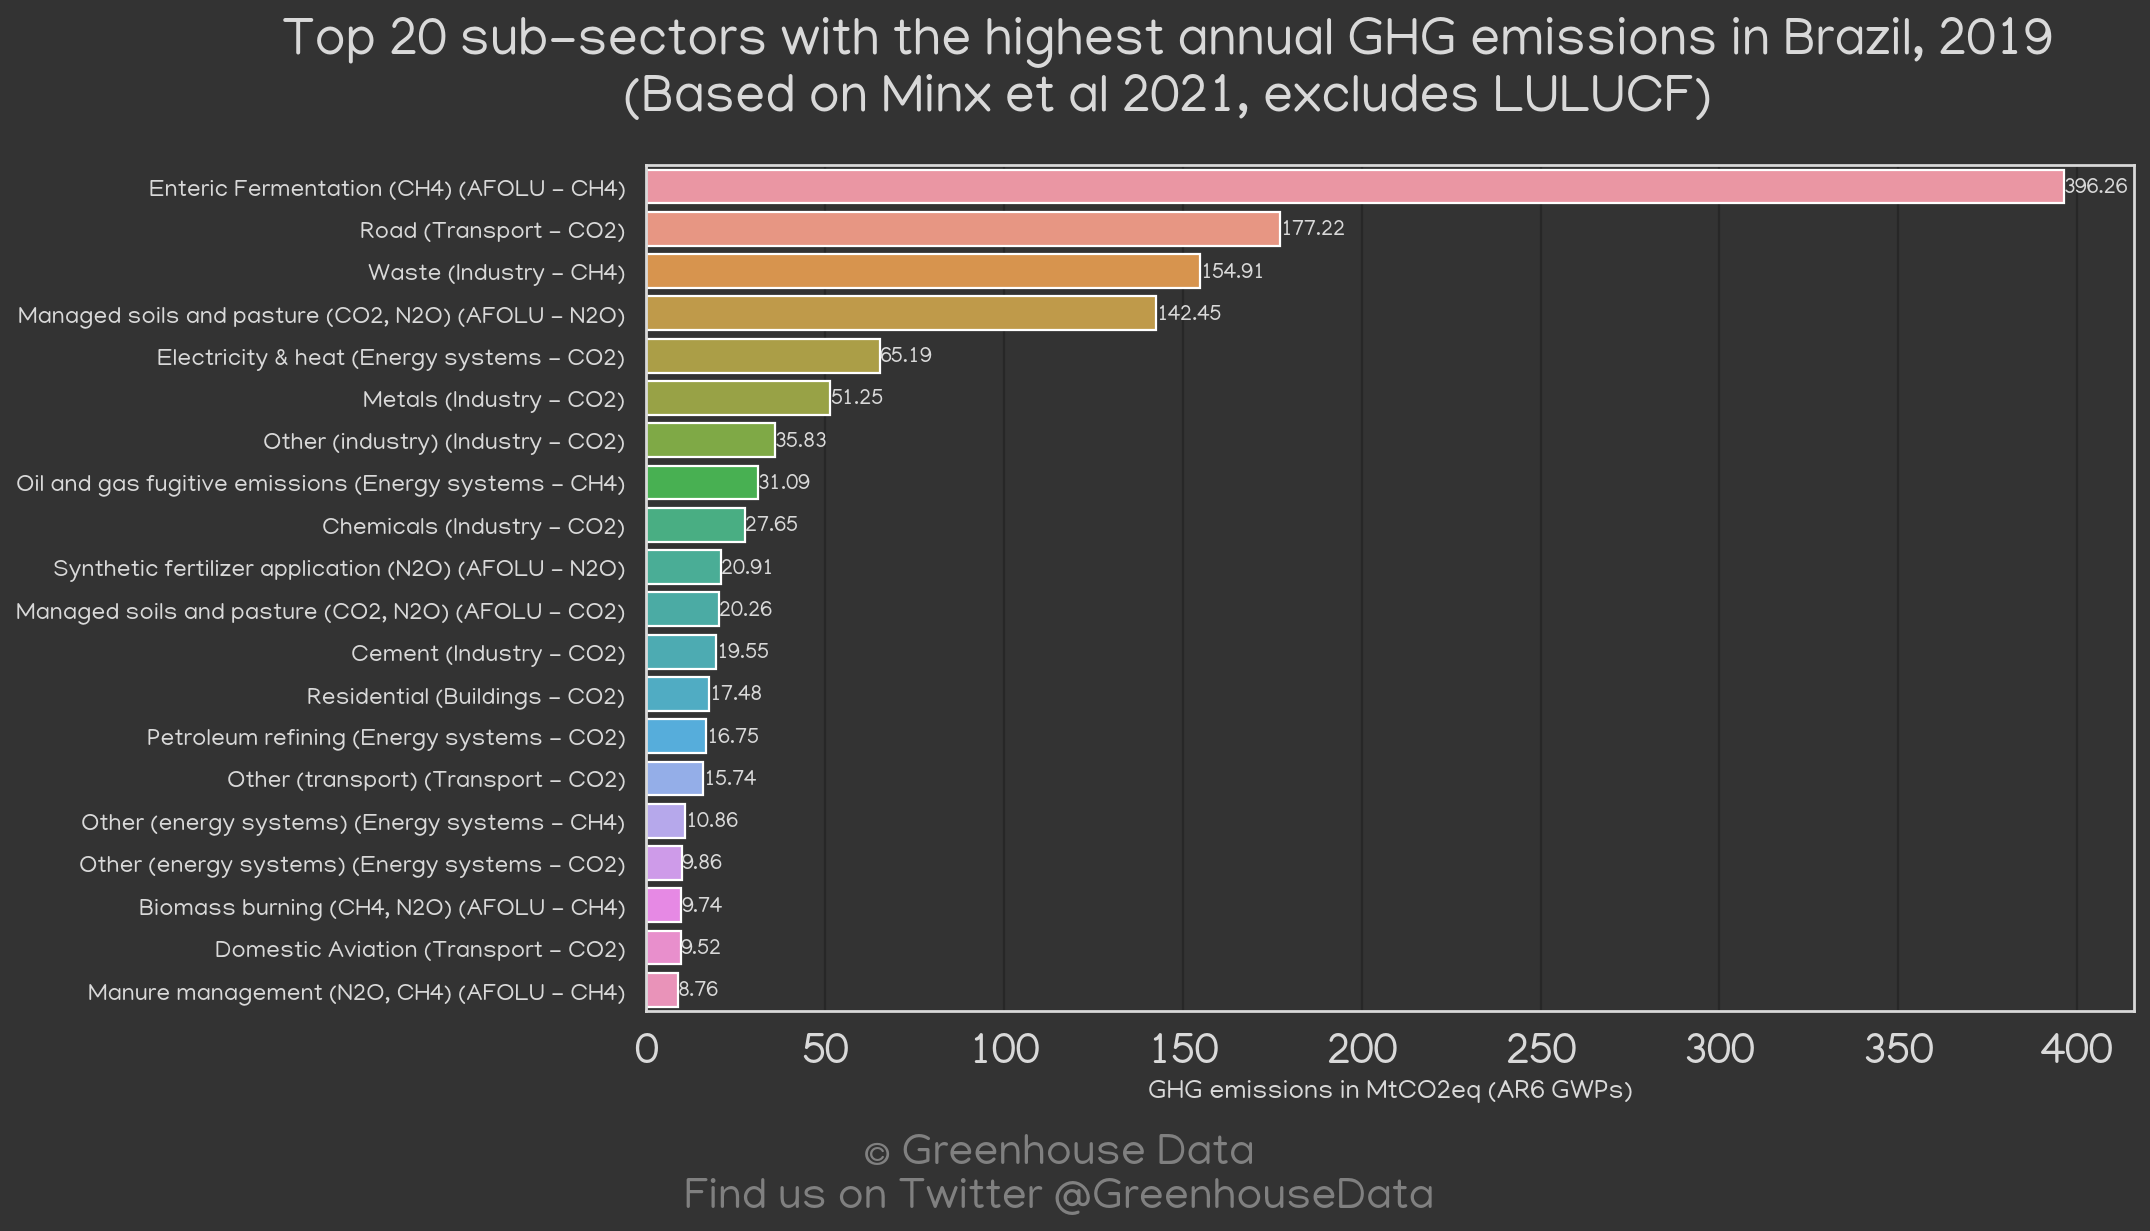 Top 20 sub-sectors with the highest annual GHG emissions in Brazil, 2019
(Based on Minx et al 2021, excludes LULUCF)
Enteric Fermentation (CH4) (AFOLU - CH4) 396.26
Road (Transport - CO2) 177.22
Waste (Industry - CH4) 154.91
Managed soils and pasture (CO2, N2O) (AFOLU - N2O) 142.45
Electricity & heat (Energy systems - CO2) 65.19
Metals (Industry - CO2) 51.25
Other (industry) (Industry - CO2) 35.83
Oil and gas fugitive emissions (Energy systems - CH4) 31.09
Chemicals (Industry - CO2) 27.65
Synthetic fertilizer application (N2O) (AFOLU - N2O) 20.91
Managed soils and pasture (CO2, N2O) (AFOLU - CO2) 20.26
Cement (Industry - CO2) 19.55
Residential (Buildings - CO2) 17.48
Petroleum refining (Energy systems - CO2) 16.75
Other (transport) (Transport - CO2) 15.74
Other (energy systems) (Energy systems - CH4) 10.86
Other (energy systems) (Energy systems - CO2) 9.86
Biomass burning (CH4, N2O) (AFOLU - CH4) 9.74
Domestic Aviation (Transport - CO2) 9.52
Manure management (N2O, CH4) (AFOLU - CH4) 8.76
0 50 100 150 200 250 300 350 400
GHG emissions in MtCO2eq (AR6 GWPs)
© Greenhouse Data
Find us on Twitter @GreenhouseData